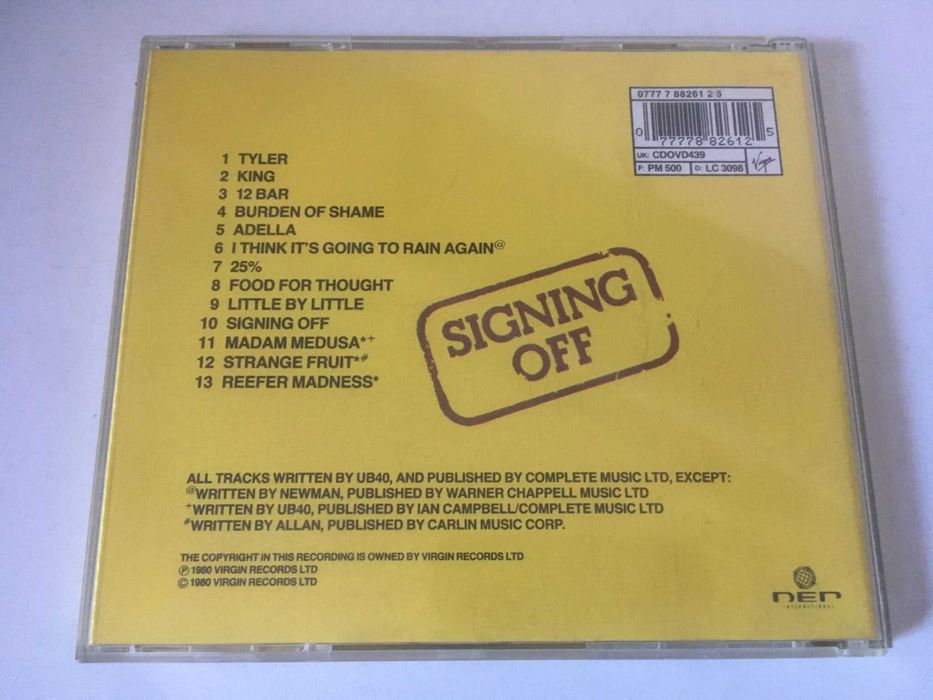 0777 7 88261 2 5
0 77778 82612 5
UK: CDOVD439
F: PM 500 D: LC 3098 Virgin
1 TYLER
2 KING
3 12 BAR
4 BURDEN OF SHAME
5 ADELLA
6 I THINK IT'S GOING TO RAIN AGAIN@
7 25%
8 FOOD FOR THOUGHT
9 LITTLE BY LITTLE
10 SIGNING OFF
11 MADAM MEDUSA*+
12 STRANGE FRUIT*#
13 REEFER MADNESS*
SIGNING
OFF
ALL TRACKS WRITTEN BY UB40, AND PUBLISHED BY COMPLETE MUSIC LTD, EXCEPT:
@WRITTEN BY NEWMAN, PUBLISHED BY WARNER CHAPPELL MUSIC LTD
+WRITTEN BY UB40, PUBLISHED BY IAN CAMPBELL/COMPLETE MUSIC LTD
#WRITTEN BY ALLAN, PUBLISHED BY CARLIN MUSIC CORP.
THE COPYRIGHT IN THIS RECORDING IS OWNED BY VIRGIN RECORDS LTD
℗ 1980 VIRGIN RECORDS LTD
© 1980 VIRGIN RECORDS LTD
DEP
INTERNATIONAL